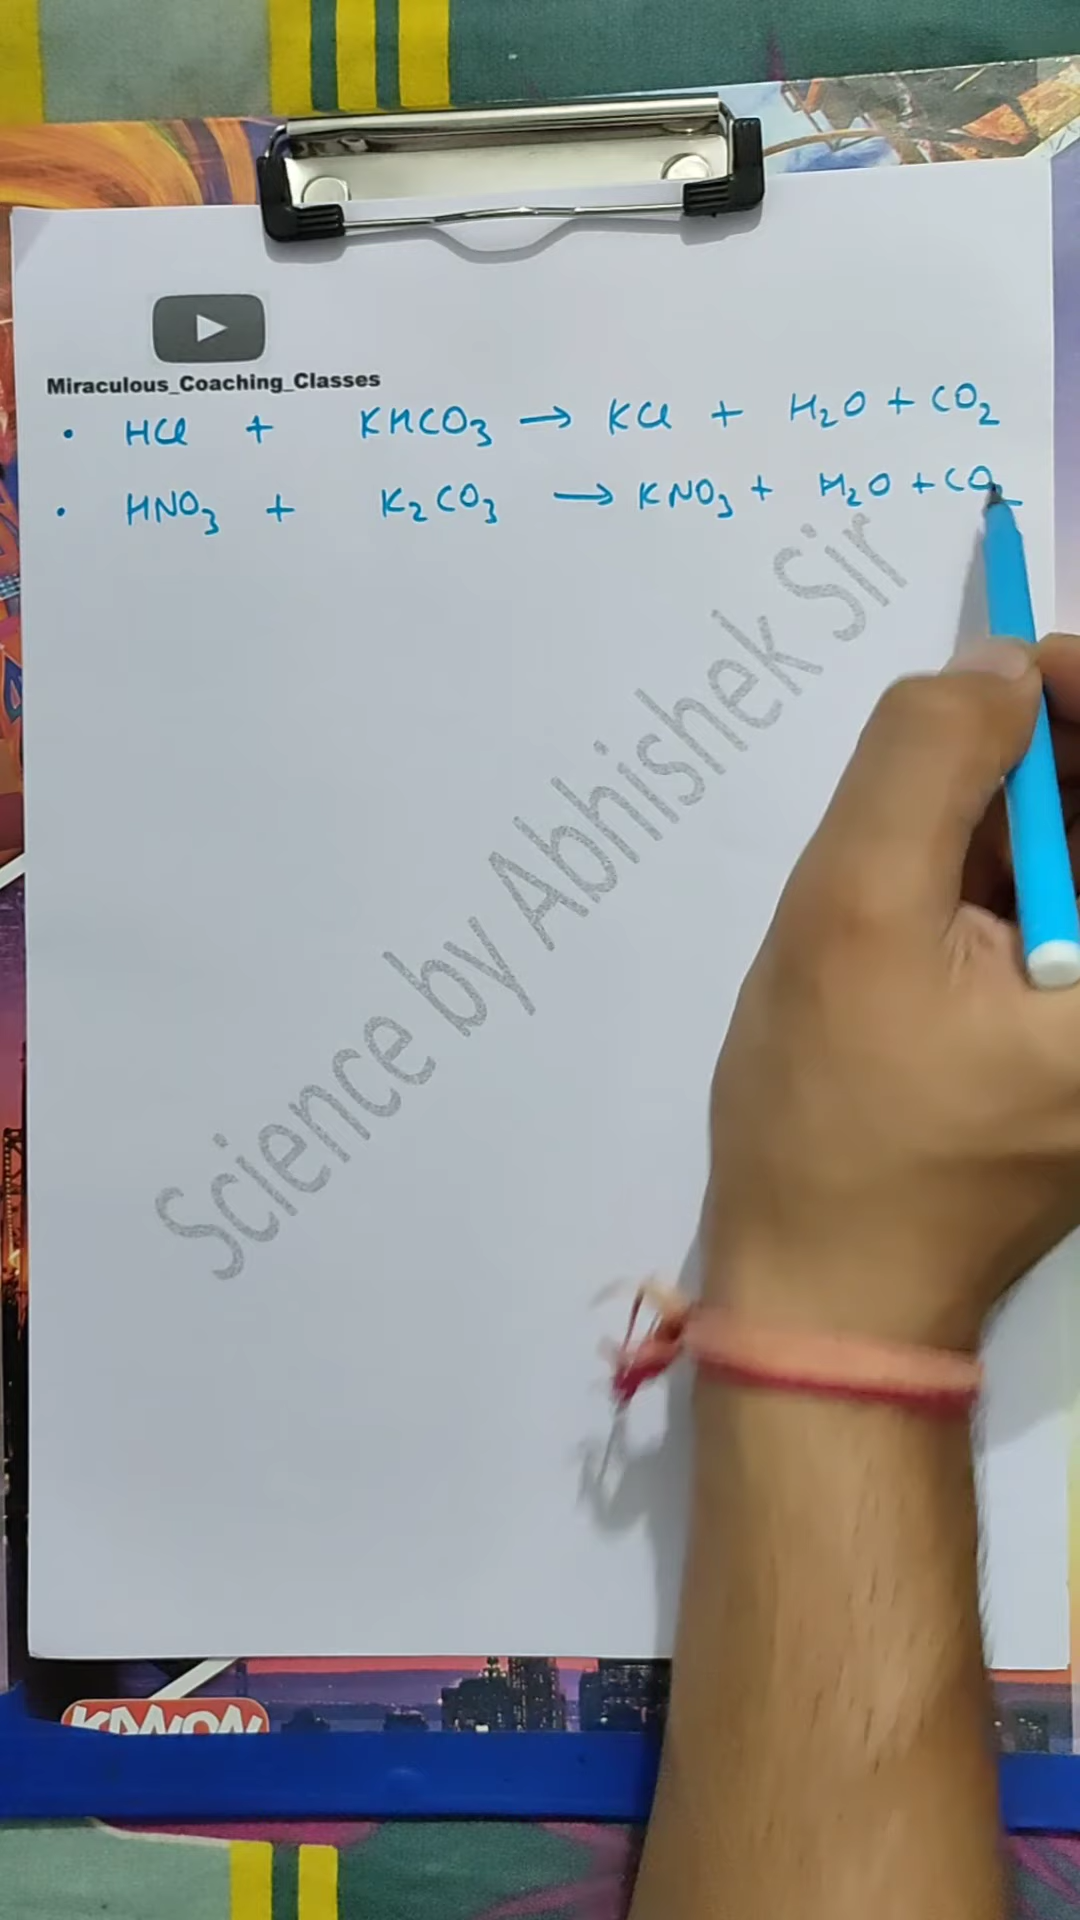 Miraculous_Coaching_Classes
• HCl + KHCO₃ → KCl + H₂O + CO₂
• HNO₃ + K₂CO₃ → KNO₃ + H₂O + CO₂
Science by Abhishek Sir